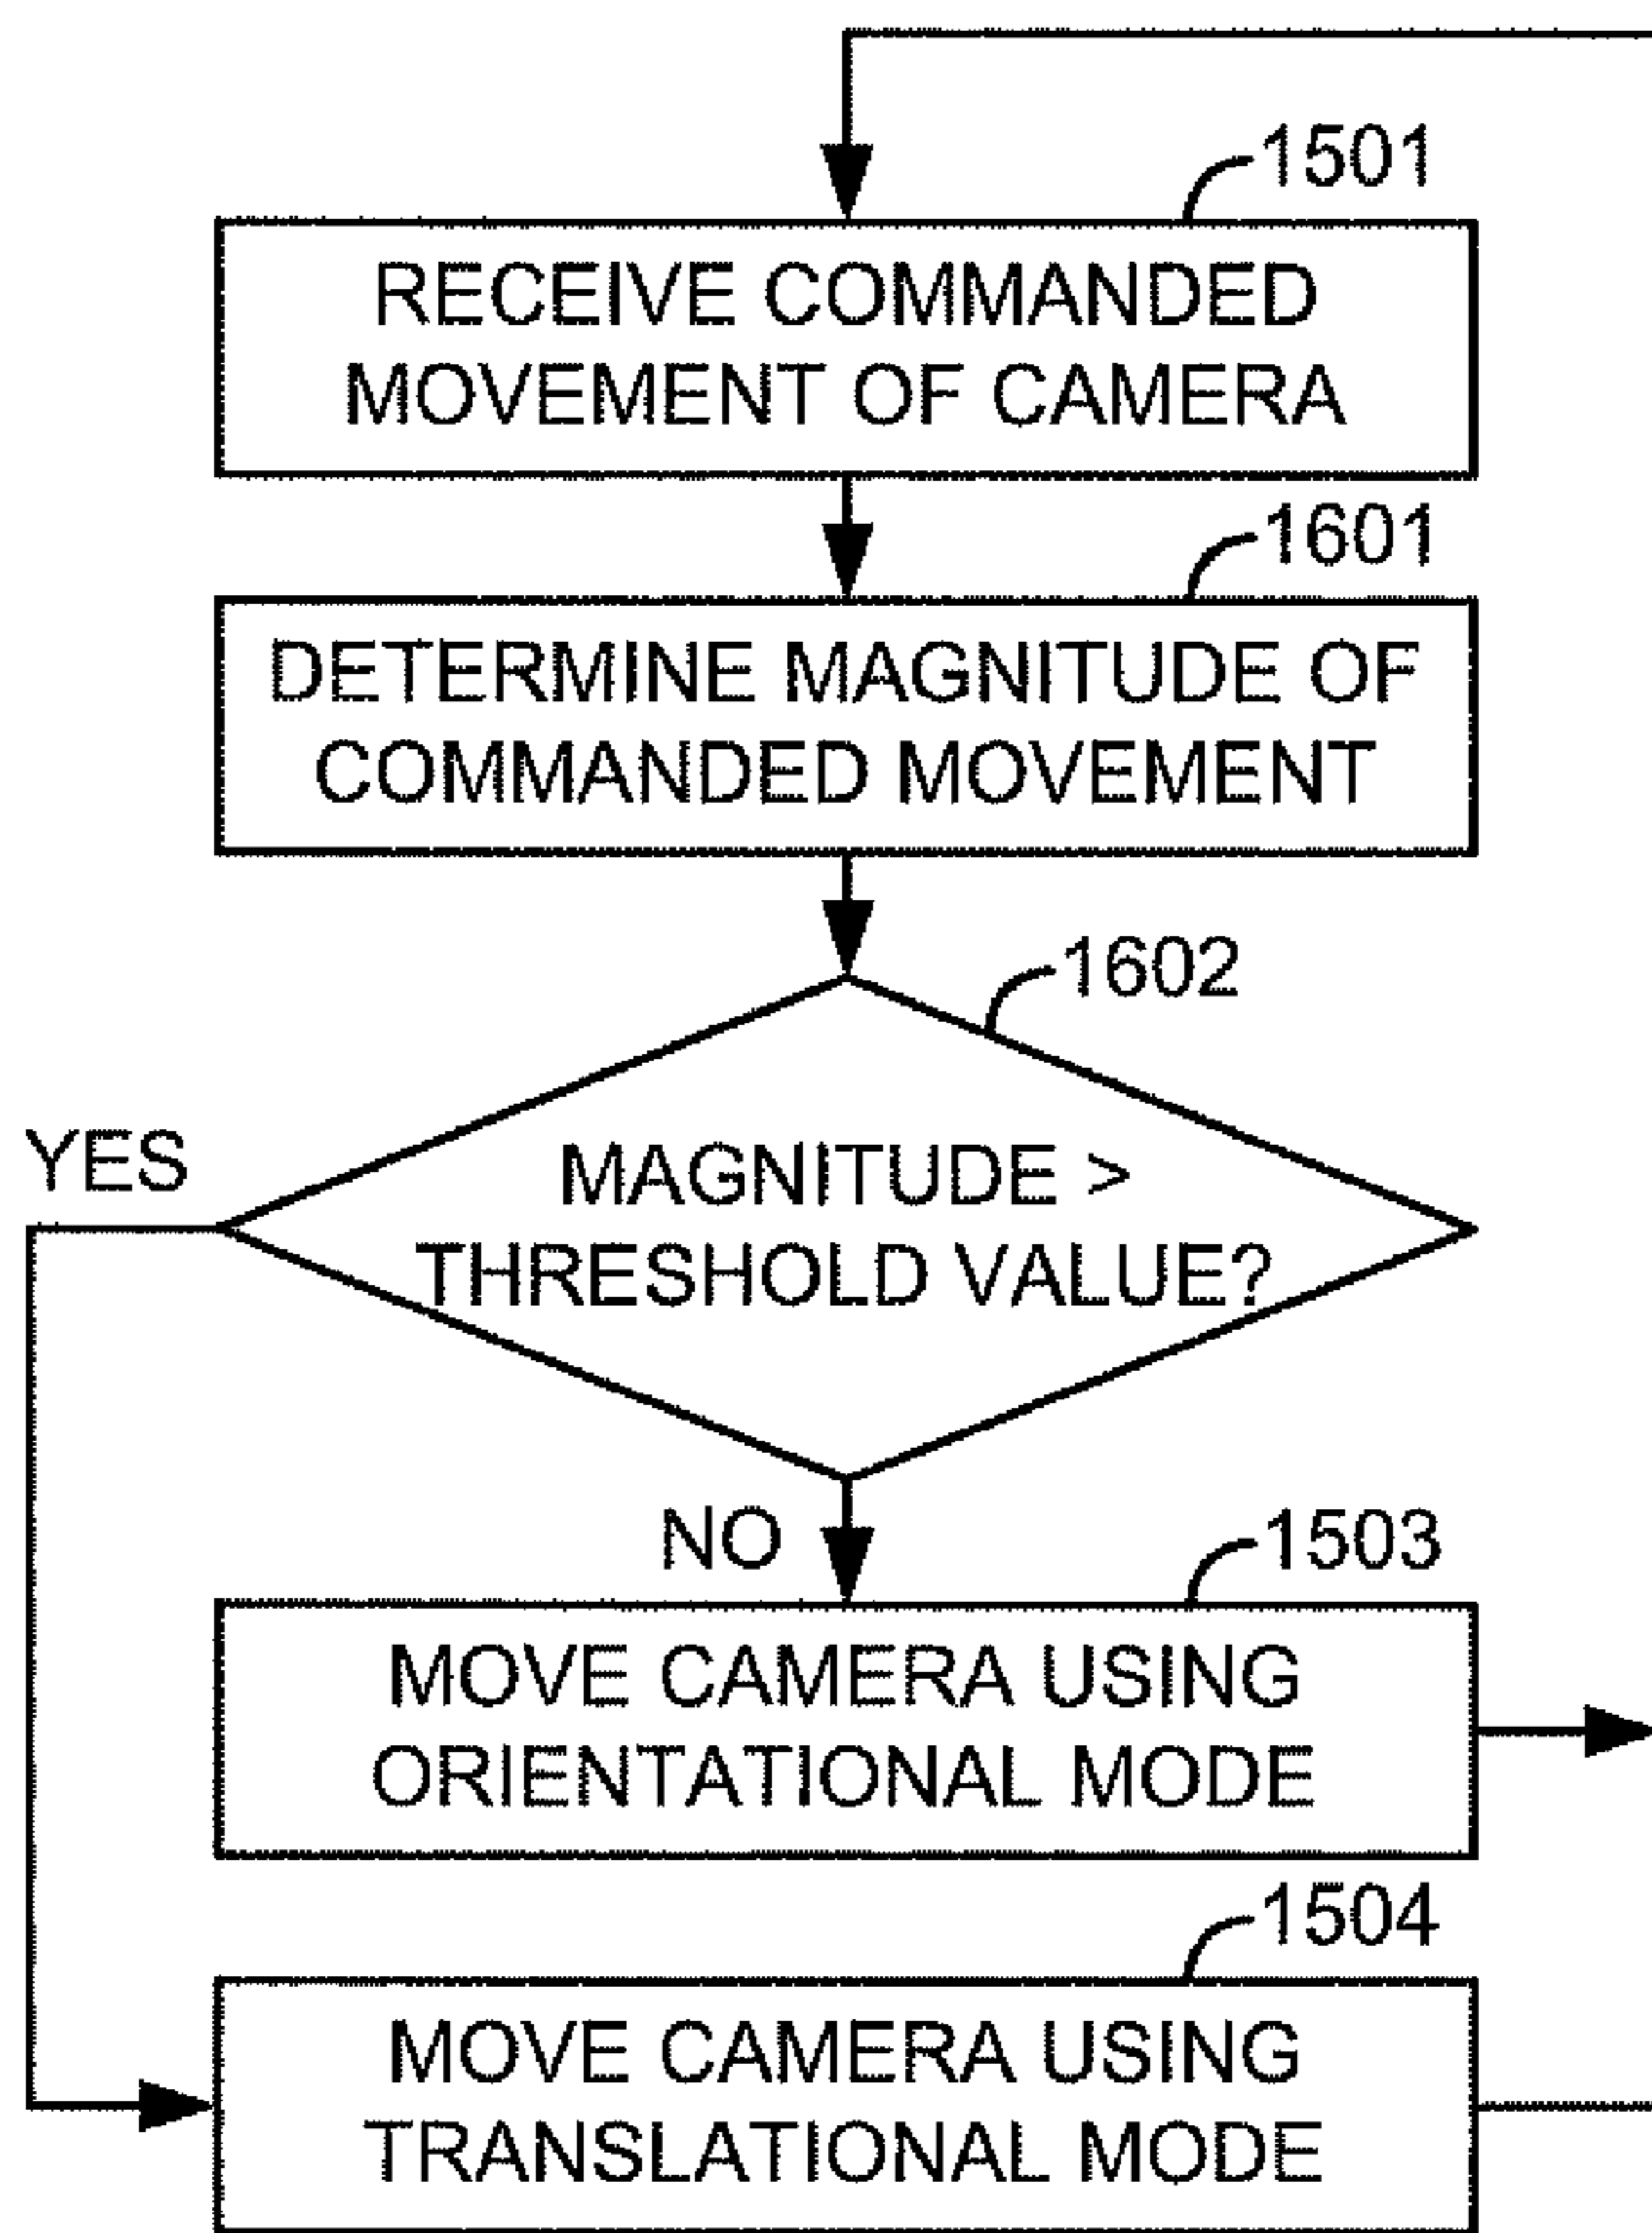 1501
RECEIVE COMMANDED
MOVEMENT OF CAMERA
1601
DETERMINE MAGNITUDE OF
COMMANDED MOVEMENT
1602
YES
MAGNITUDE >
THRESHOLD VALUE?
NO
1503
MOVE CAMERA USING
ORIENTATIONAL MODE
1504
MOVE CAMERA USING
TRANSLATIONAL MODE